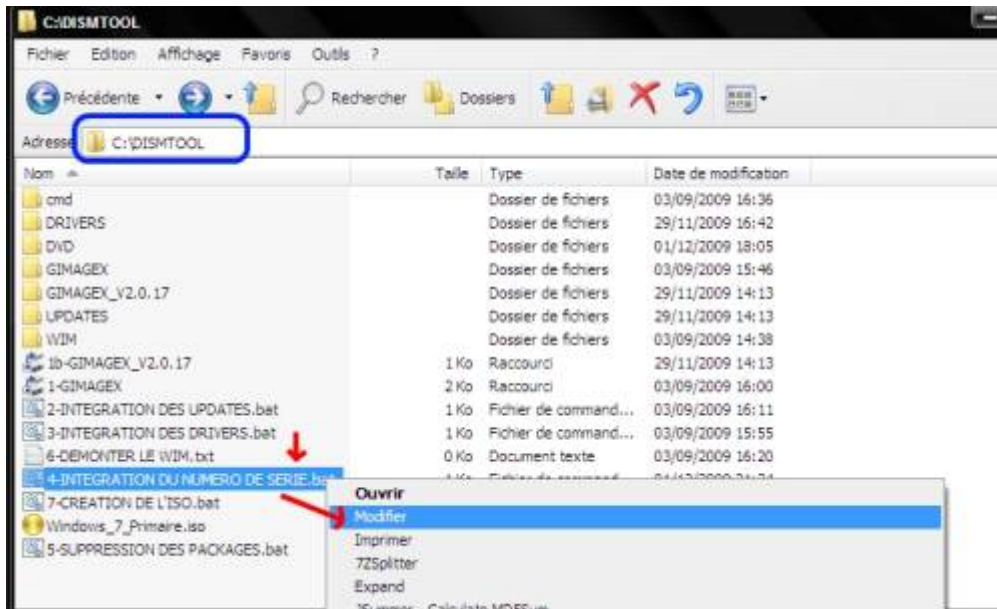 C:\DISMTOOL
Fichier Edition Affichage Favoris Outils ?
Précédente Rechercher Dossiers
Adresse C:\DISMTOOL
Nom Taille Type Date de modification
cmd Dossier de fichiers 03/09/2009 16:36
DRIVERS Dossier de fichiers 29/11/2009 16:42
DVD Dossier de fichiers 01/12/2009 18:05
GIMAGEX Dossier de fichiers 03/09/2009 15:46
GIMAGEX_V2.0.17 Dossier de fichiers 29/11/2009 14:13
UPDATES Dossier de fichiers 29/11/2009 14:13
WIM Dossier de fichiers 03/09/2009 14:38
1b-GIMAGEX_V2.0.17 1 Ko Raccourci 29/11/2009 14:13
1-GIMAGEX 2 Ko Raccourci 03/09/2009 16:00
2-INTEGRATION DES UPDATES.bat 1 Ko Fichier de command... 03/09/2009 16:11
3-INTEGRATION DES DRIVERS.bat 1 Ko Fichier de command... 03/09/2009 15:55
6-DEMONTER LE WIM.txt 0 Ko Document texte 03/09/2009 16:20
4-INTEGRATION DU NUMERO DE SERIE.bat
7-CREATION DE L'ISO.bat
Windows_7_Primaire.iso
5-SUPPRESSION DES PACKAGES.bat
Ouvrir
Modifier
Imprimer
7ZSplitter
Expand